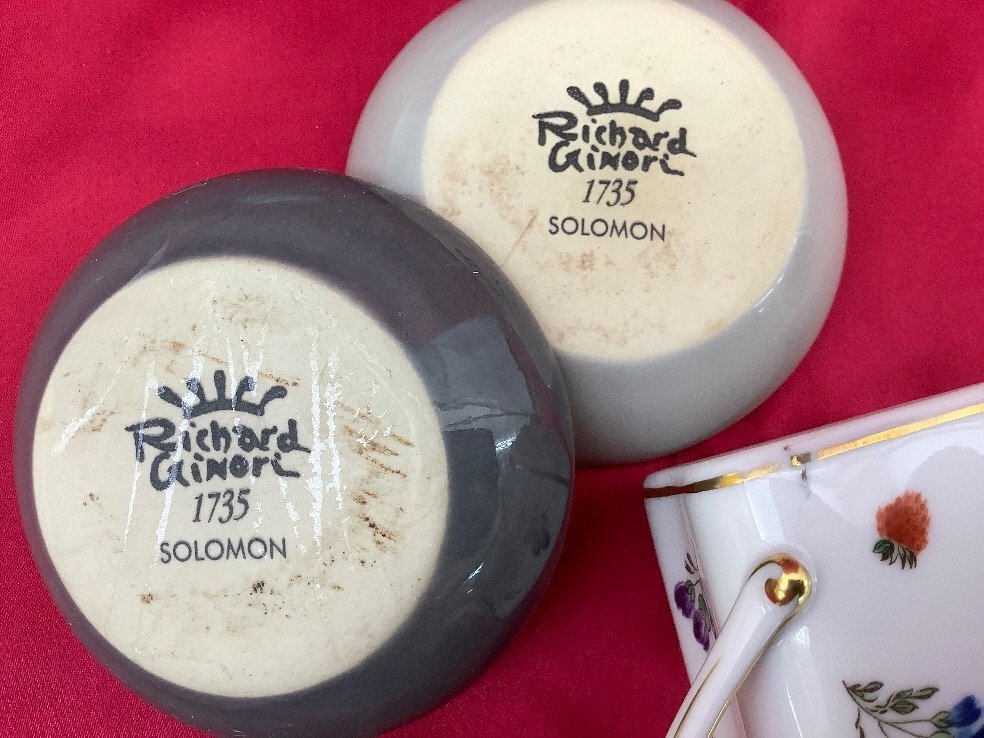 Richard
Ginori
1735
SOLOMON
Richard
Ginori
1735
SOLOMON